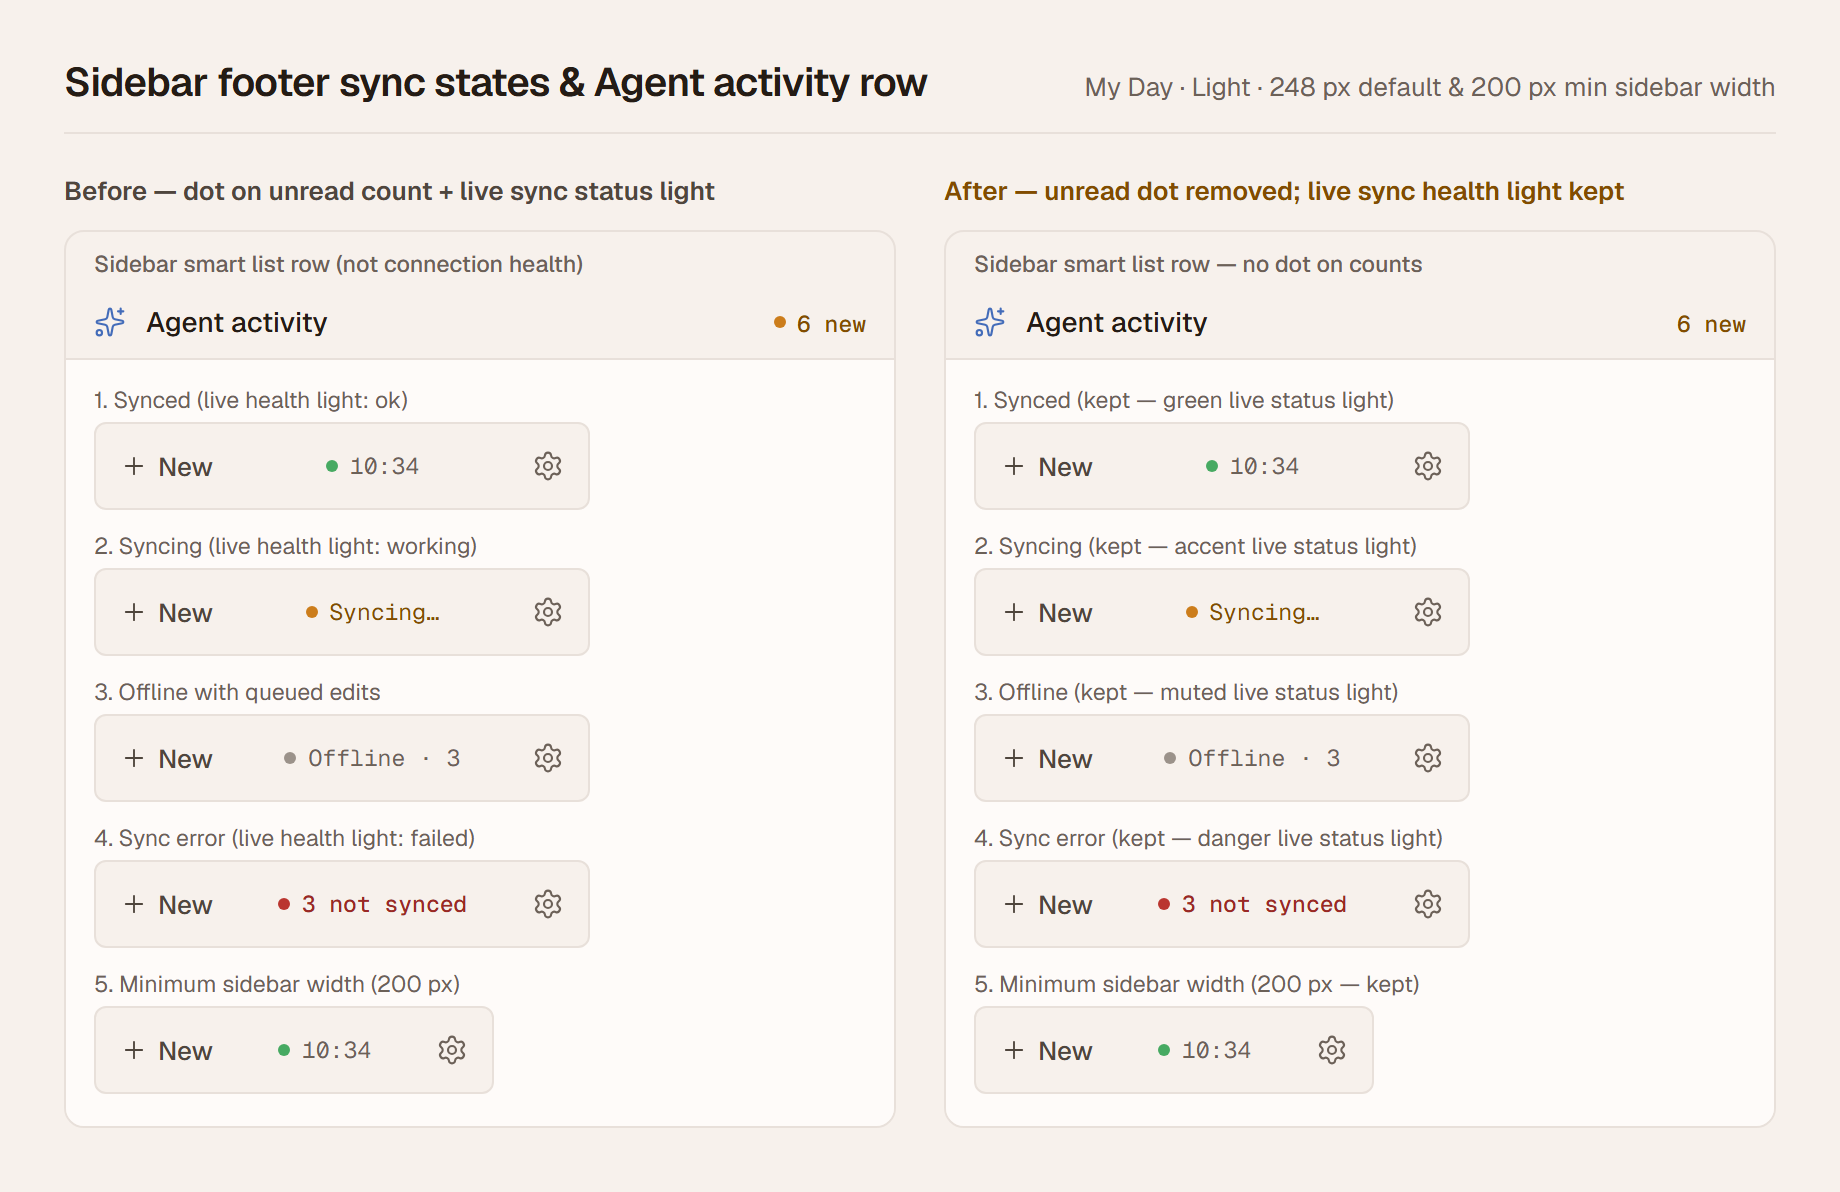 Sidebar footer sync states & Agent activity row
My Day · Light · 248 px default & 200 px min sidebar width
Before — dot on unread count + live sync status light
Sidebar smart list row (not connection health)
Agent activity
6 new
1. Synced (live health light: ok)
+ New
10:34
2. Syncing (live health light: working)
+ New
Syncing…
3. Offline with queued edits
+ New
Offline · 3
4. Sync error (live health light: failed)
+ New
3 not synced
5. Minimum sidebar width (200 px)
+ New
10:34
After — unread dot removed; live sync health light kept
Sidebar smart list row — no dot on counts
Agent activity
6 new
1. Synced (kept — green live status light)
+ New
10:34
2. Syncing (kept — accent live status light)
+ New
Syncing…
3. Offline (kept — muted live status light)
+ New
Offline · 3
4. Sync error (kept — danger live status light)
+ New
3 not synced
5. Minimum sidebar width (200 px — kept)
+ New
10:34